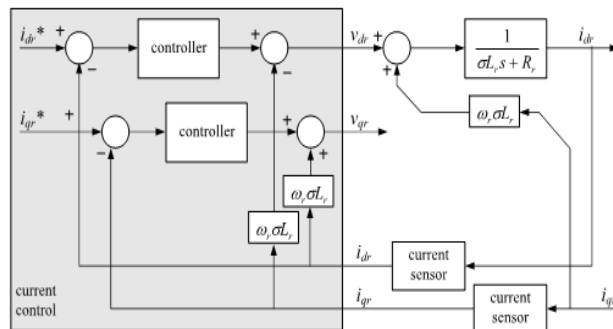 i_dr* + − controller + − v_dr + + 1 / σL_r s + R_r i_dr
ω_r σL_r
i_qr* + − controller + + v_qr
ω_r σL_r
ω_r σL_r
i_dr current sensor
i_qr current sensor
current control